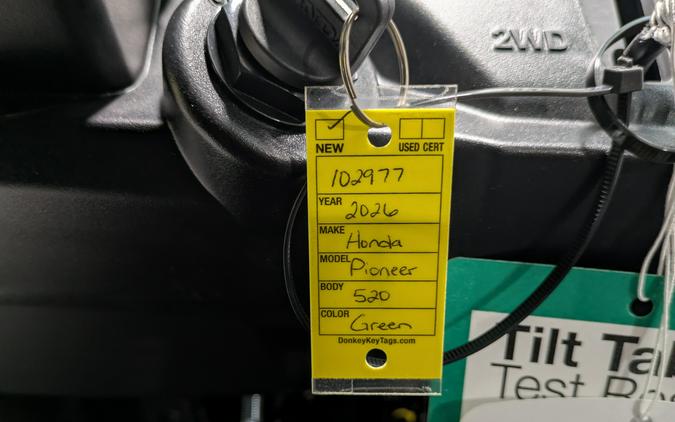 2WD
NEW USED CERT
102977
YEAR 2026
MAKE Honda
MODEL Pioneer
BODY 520
COLOR Green
DonkeyKeyTags.com
Tilt
Test